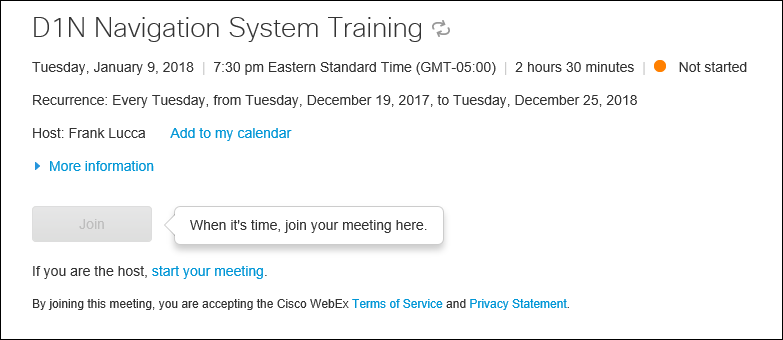 D1N Navigation System Training
Tuesday, January 9, 2018 | 7:30 pm Eastern Standard Time (GMT-05:00) | 2 hours 30 minutes | Not started
Recurrence: Every Tuesday, from Tuesday, December 19, 2017, to Tuesday, December 25, 2018
Host: Frank Lucca Add to my calendar
More information
Join When it's time, join your meeting here.
If you are the host, start your meeting.
By joining this meeting, you are accepting the Cisco WebEx Terms of Service and Privacy Statement.